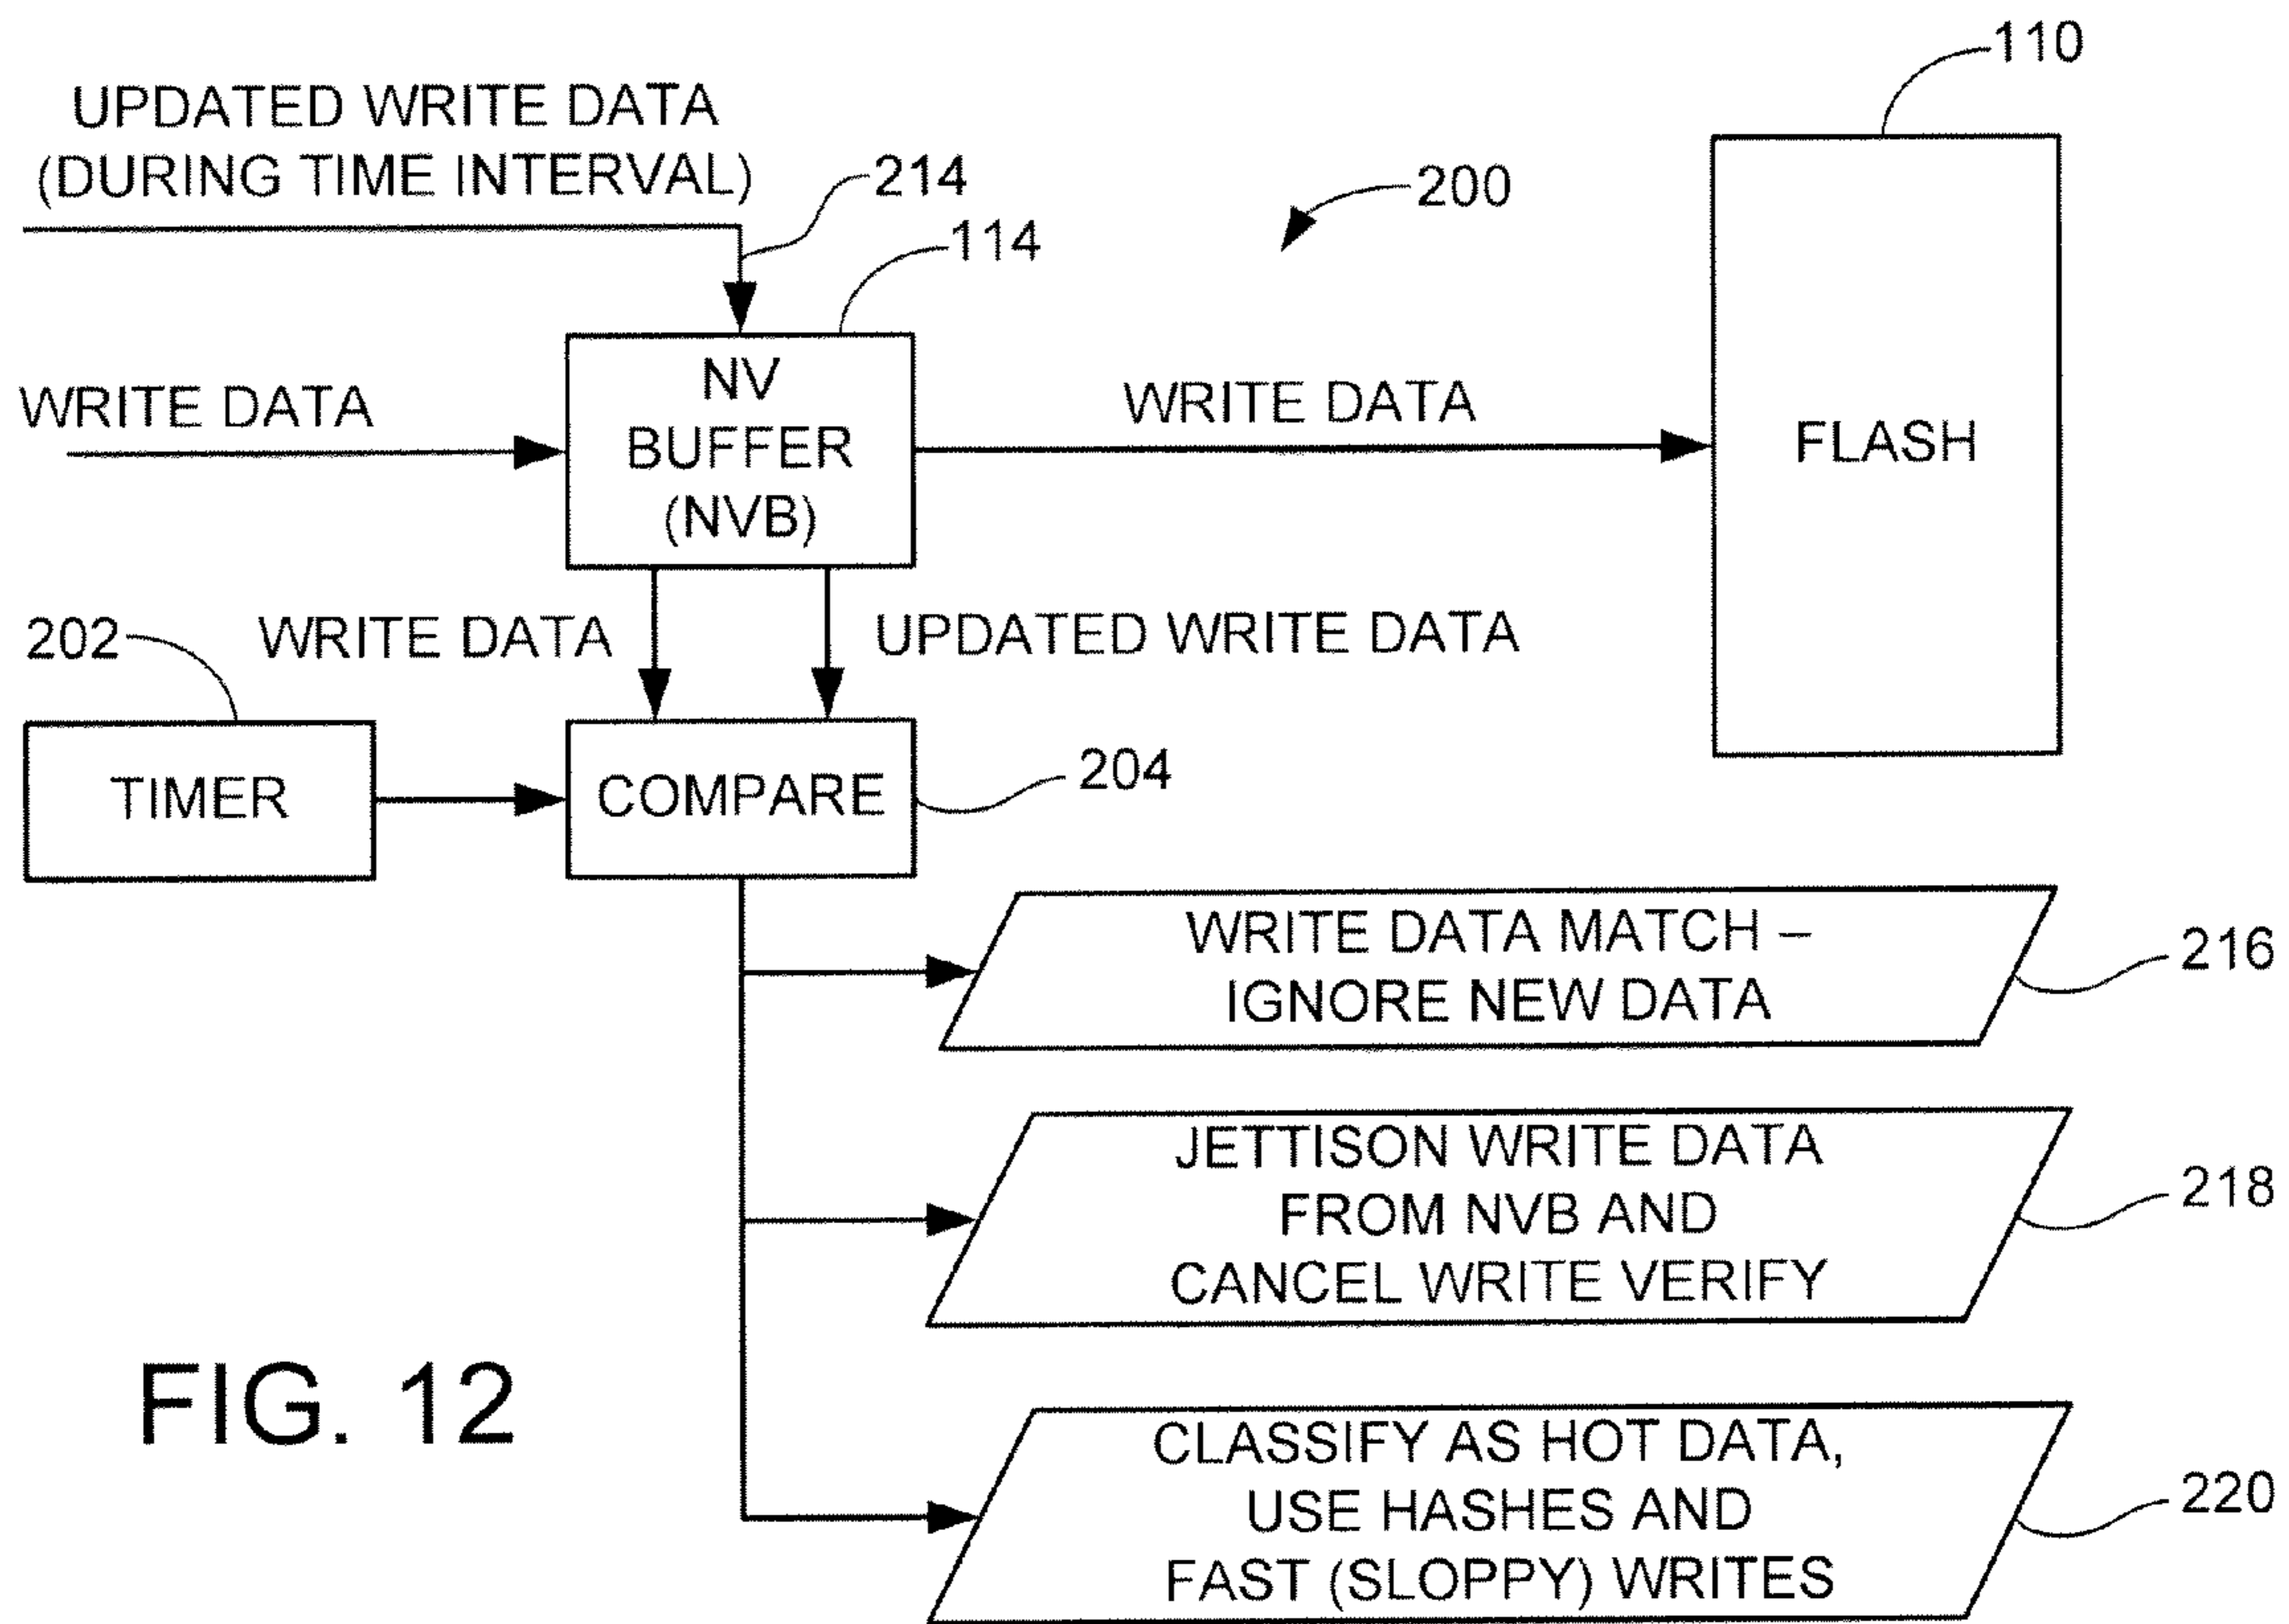 110
UPDATED WRITE DATA
(DURING TIME INTERVAL)
214
200
114
NV
BUFFER
(NVB)
WRITE DATA
WRITE DATA
FLASH
202
WRITE DATA
UPDATED WRITE DATA
TIMER
COMPARE
204
WRITE DATA MATCH –
IGNORE NEW DATA
216
JETTISON WRITE DATA
FROM NVB AND
CANCEL WRITE VERIFY
218
FIG. 12
CLASSIFY AS HOT DATA,
USE HASHES AND
FAST (SLOPPY) WRITES
220